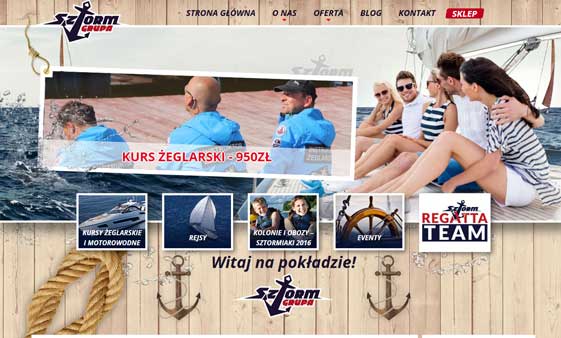 SZTORM
GRUPA
STRONA GŁÓWNA
O NAS
OFERTA
BLOG
KONTAKT
SKLEP
SZTORM
KURS ŻEGLARSKI - 950ZŁ
KURSY ŻEGLARSKIE
I MOTOROWODNE
REJSY
KOLONIE I OBOZY –
SZTORMIAKI 2016
EVENTY
SZTORM
REGATTA
TEAM
Witaj na pokładzie!
SZTORM
GRUPA